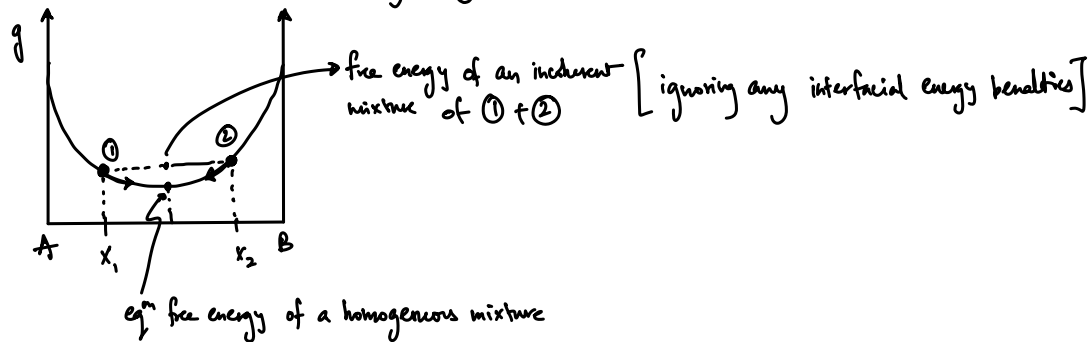 g
free energy of an incoherent
mixture of ① + ②
[ignoring any interfacial energy penalties]
①
②
A
x₁
x₂
B
eqᵐ free energy of a homogenous mixture